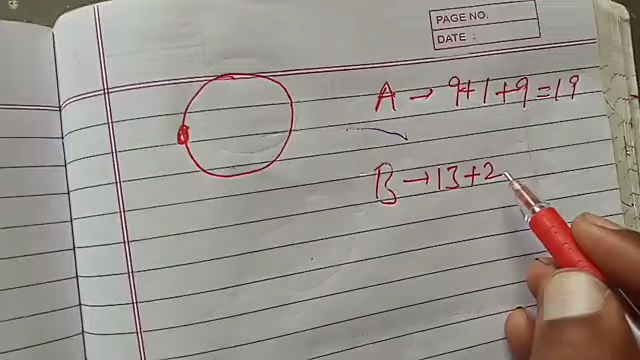 PAGE NO.
DATE :
A → 9+1+9=19
B → 13+2